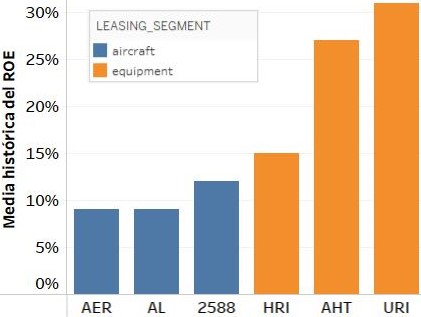 Media histórica del ROE
30%
25%
20%
15%
10%
5%
0%
LEASING_SEGMENT
aircraft
equipment
AER AL 2588 HRI AHT URI